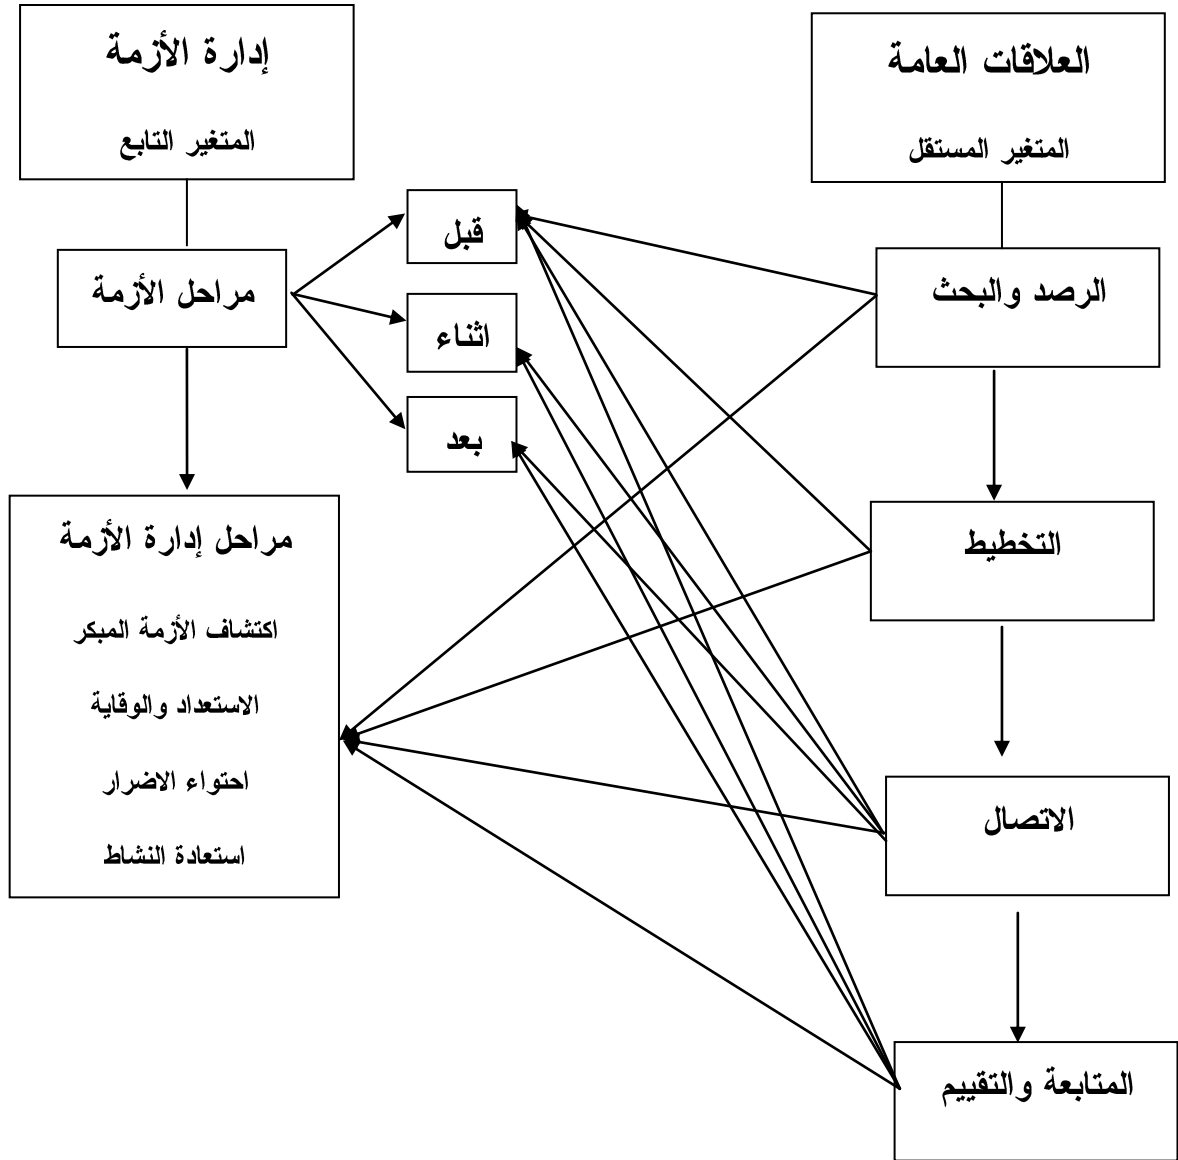 العلاقات العامة
المتغير المستقل
إدارة الأزمة
المتغير التابع
قبل
الرصد والبحث
مراحل الأزمة
اثناء
بعد
التخطيط
مراحل إدارة الأزمة
اكتشاف الأزمة المبكر
الاستعداد والوقاية
احتواء الاضرار
استعادة النشاط
الاتصال
المتابعة والتقييم